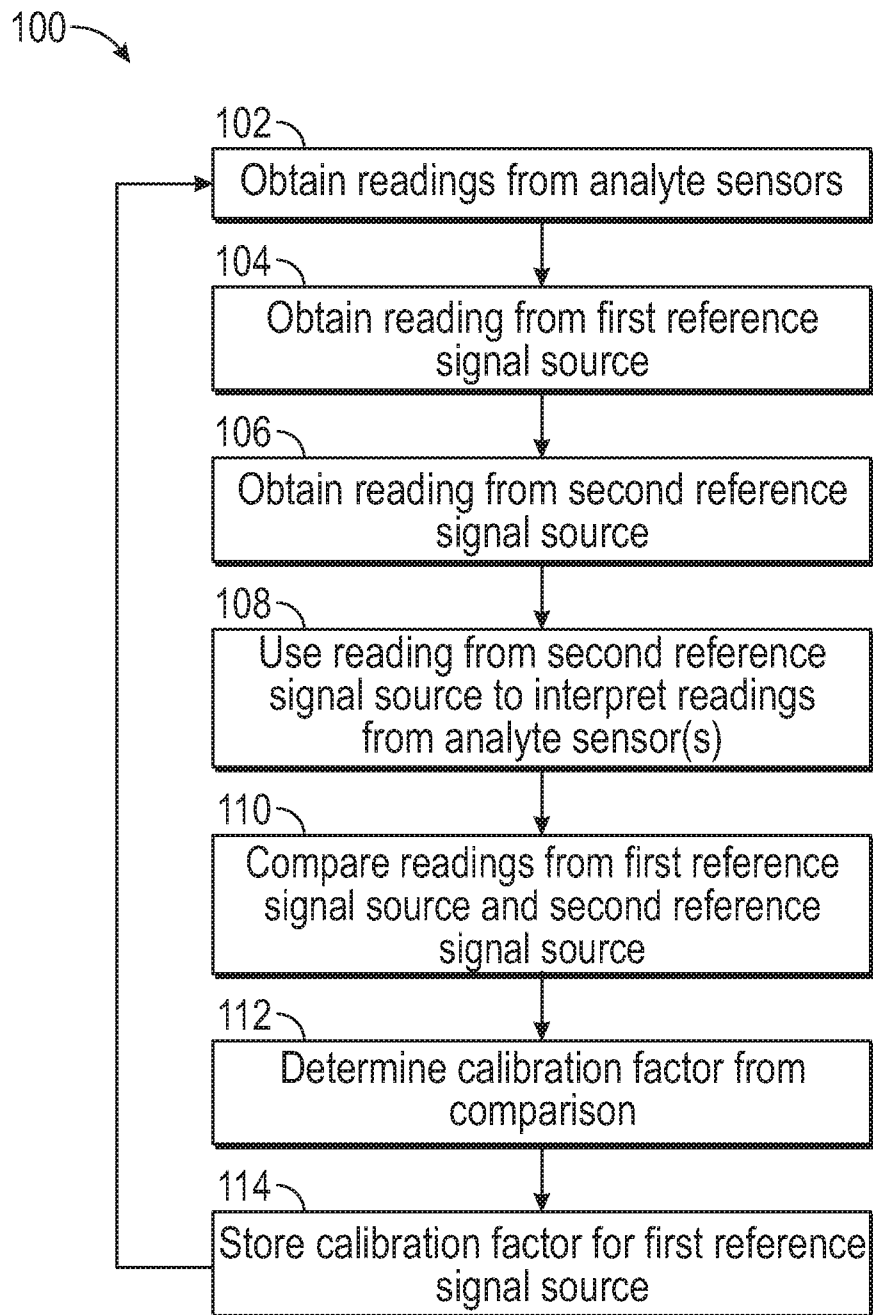 100
102
Obtain readings from analyte sensors
104
Obtain reading from first reference
signal source
106
Obtain reading from second reference
signal source
108
Use reading from second reference
signal source to interpret readings
from analyte sensor(s)
110
Compare readings from first reference
signal source and second reference
signal source
112
Determine calibration factor from
comparison
114
Store calibration factor for first reference
signal source